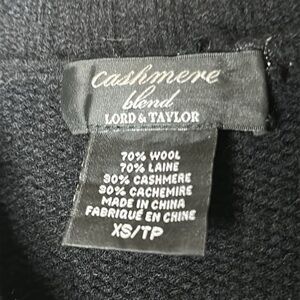 cashmere
blend
LORD & TAYLOR
70% WOOL
70% LAINE
30% CASHMERE
30% CACHEMIRE
MADE IN CHINA
FABRIQUÉ EN CHINE
XS/TP